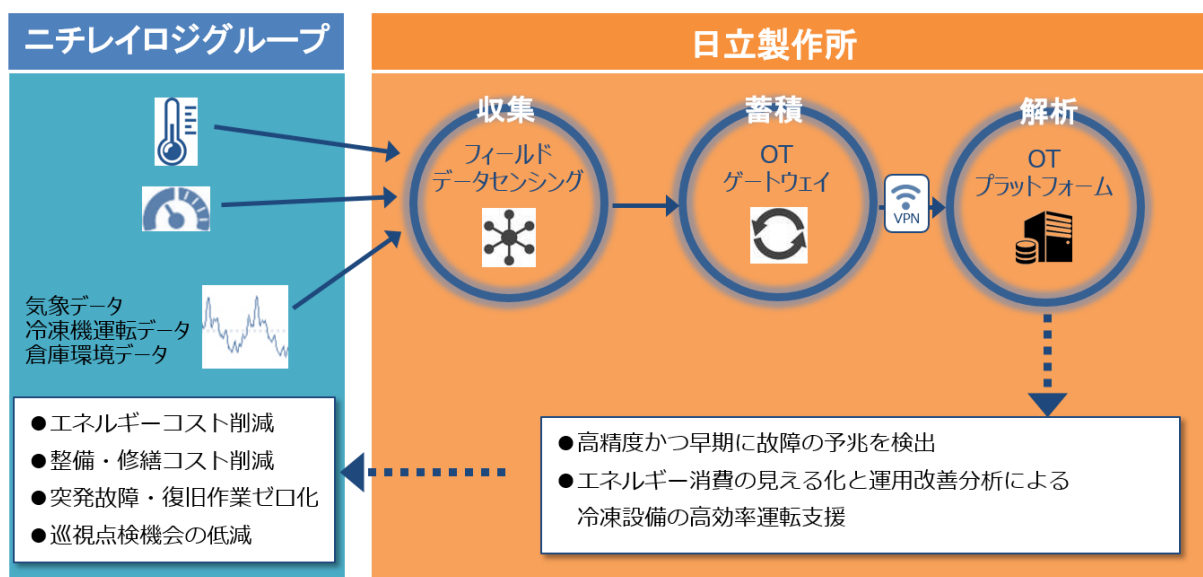 ニチレイロジグループ
日立製作所
収集
フィールド
データセンシング
蓄積
OT
ゲートウェイ
VPN
解析
OT
プラットフォーム
気象データ
冷凍機運転データ
倉庫環境データ
●高精度かつ早期に故障の予兆を検出
●エネルギー消費の見える化と運用改善分析による
冷凍設備の高効率運転支援
●エネルギーコスト削減
●整備・修繕コスト削減
●突発故障・復旧作業ゼロ化
●巡視点検機会の低減